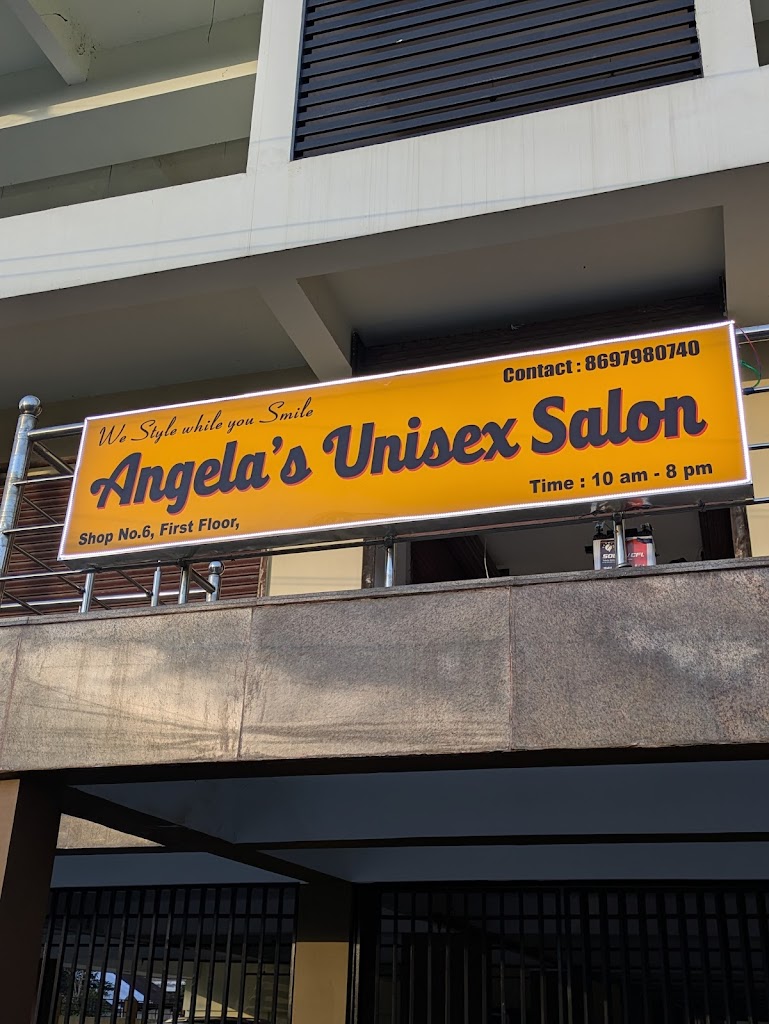 Contact : 8697980740
We Style while you Smile
Angela's Unisex Salon
Time : 10 am - 8 pm
Shop No.6, First Floor,